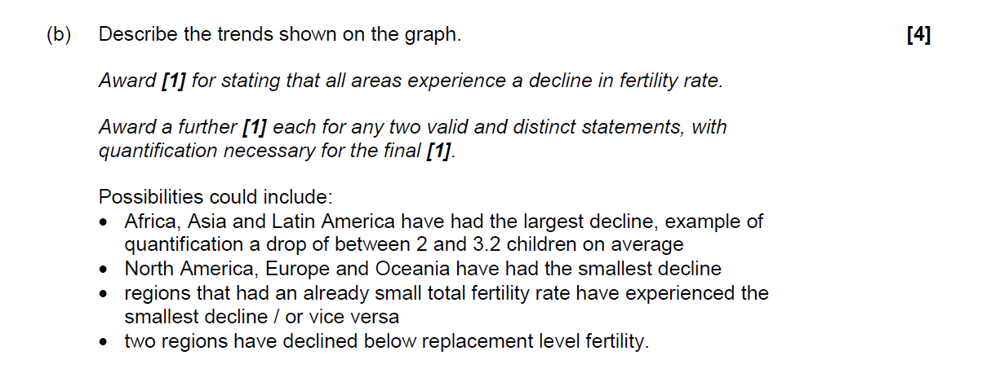 (b) Describe the trends shown on the graph. [4]
Award [1] for stating that all areas experience a decline in fertility rate.
Award a further [1] each for any two valid and distinct statements, with
quantification necessary for the final [1].
Possibilities could include:
• Africa, Asia and Latin America have had the largest decline, example of
quantification a drop of between 2 and 3.2 children on average
• North America, Europe and Oceania have had the smallest decline
• regions that had an already small total fertility rate have experienced the
smallest decline / or vice versa
• two regions have declined below replacement level fertility.